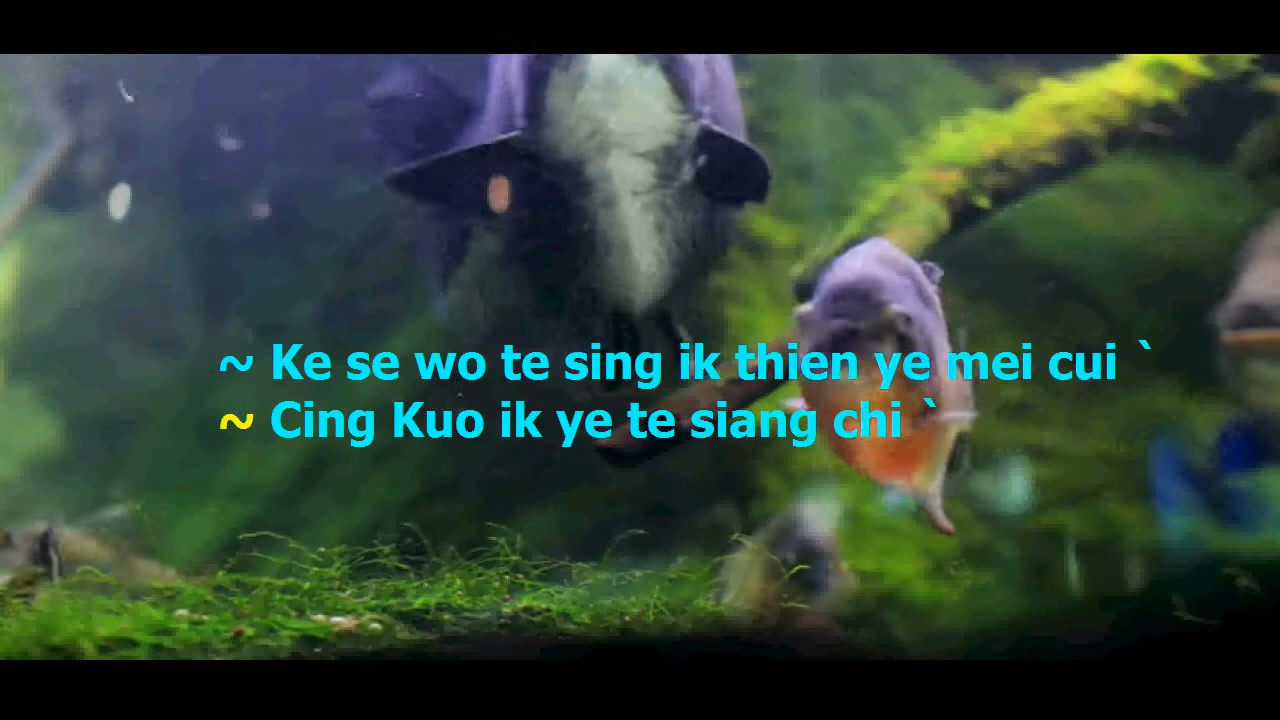 ~ Ke se wo te sing ik thien ye mei cui `
~ Cing Kuo ik ye te siang chi `